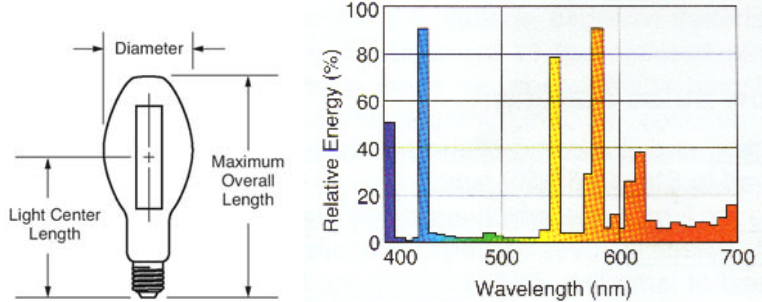 Diameter
Maximum
Overall
Length
Light Center
Length
Relative Energy (%)
100
80
60
40
20
0
400
500
600
700
Wavelength (nm)